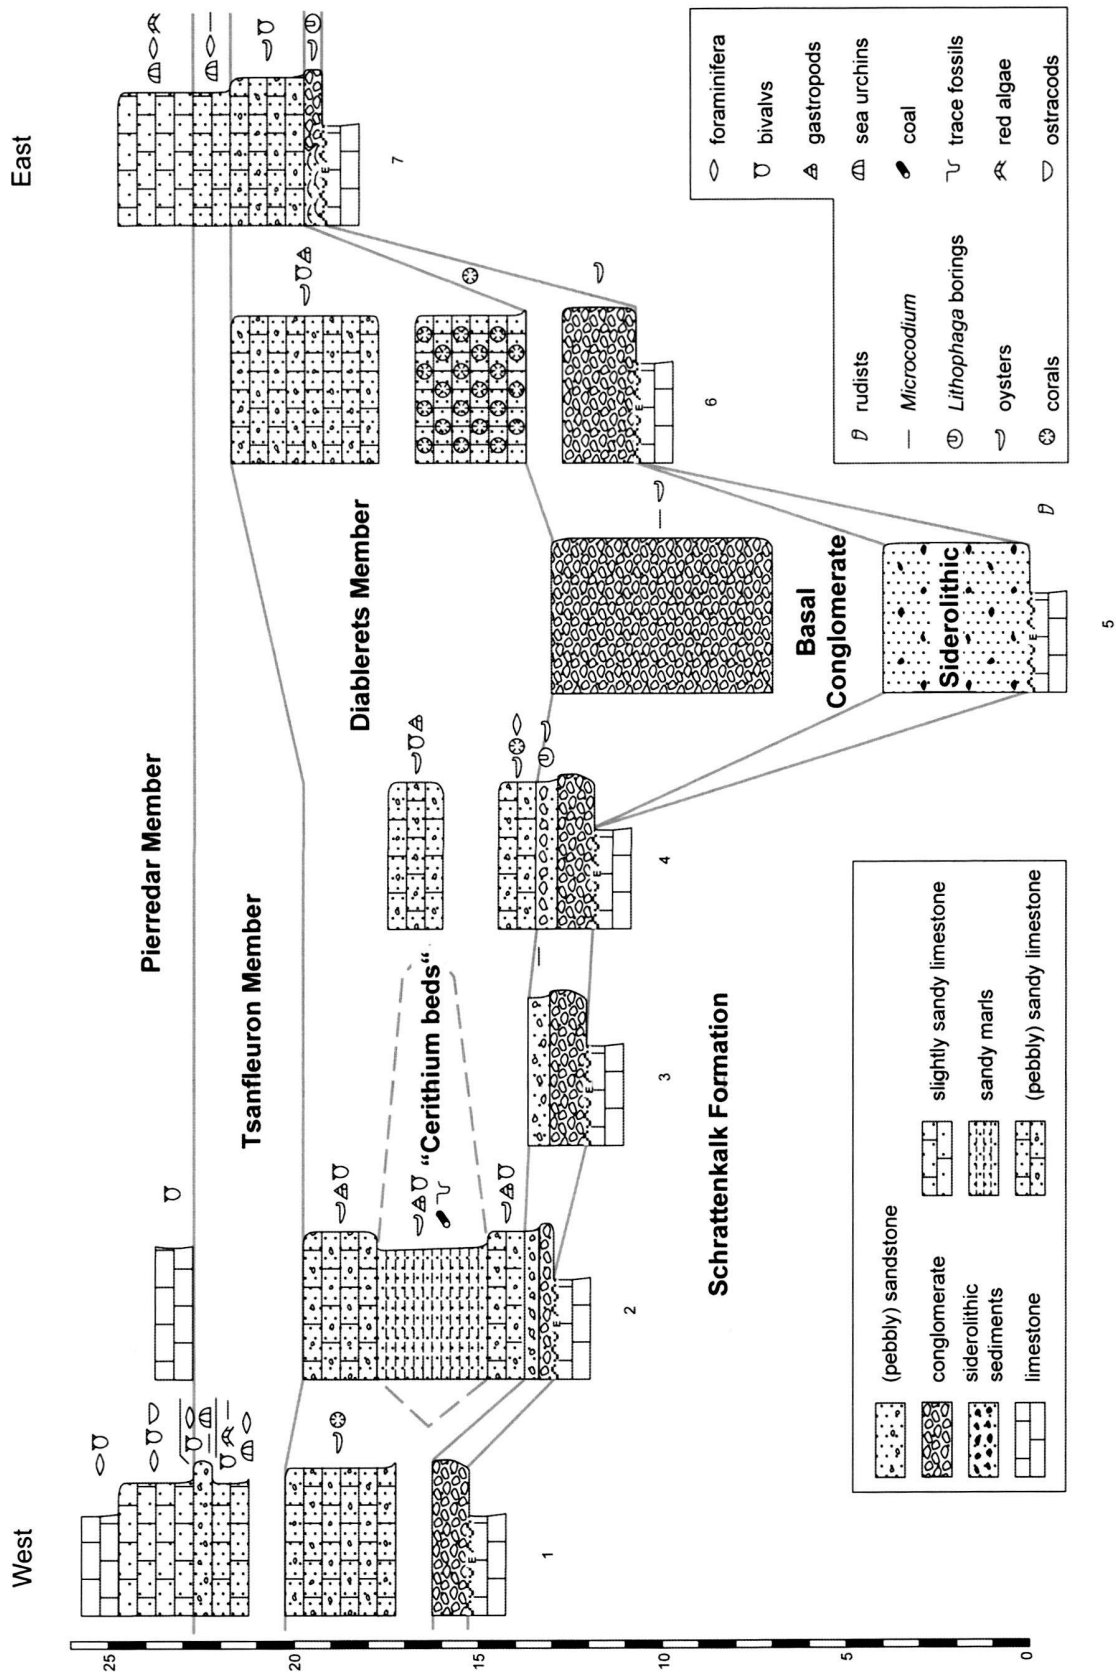 West
East
Pierredar Member
Tsanfleuron Member
Diablerets Member
"Cerithium beds"
Basal
Conglomerate
Siderolithic
Schrattenkalk Formation
25
20
15
10
5
0
1
2
3
4
5
6
7
E
E
E
E
E
E
E
(pebbly) sandstone
conglomerate
siderolithic
sediments
limestone
slightly sandy limestone
sandy marls
(pebbly) sandy limestone
rudists
Microcodium
Lithophaga borings
oysters
corals
foraminifera
bivalvs
gastropods
sea urchins
coal
trace fossils
red algae
ostracods